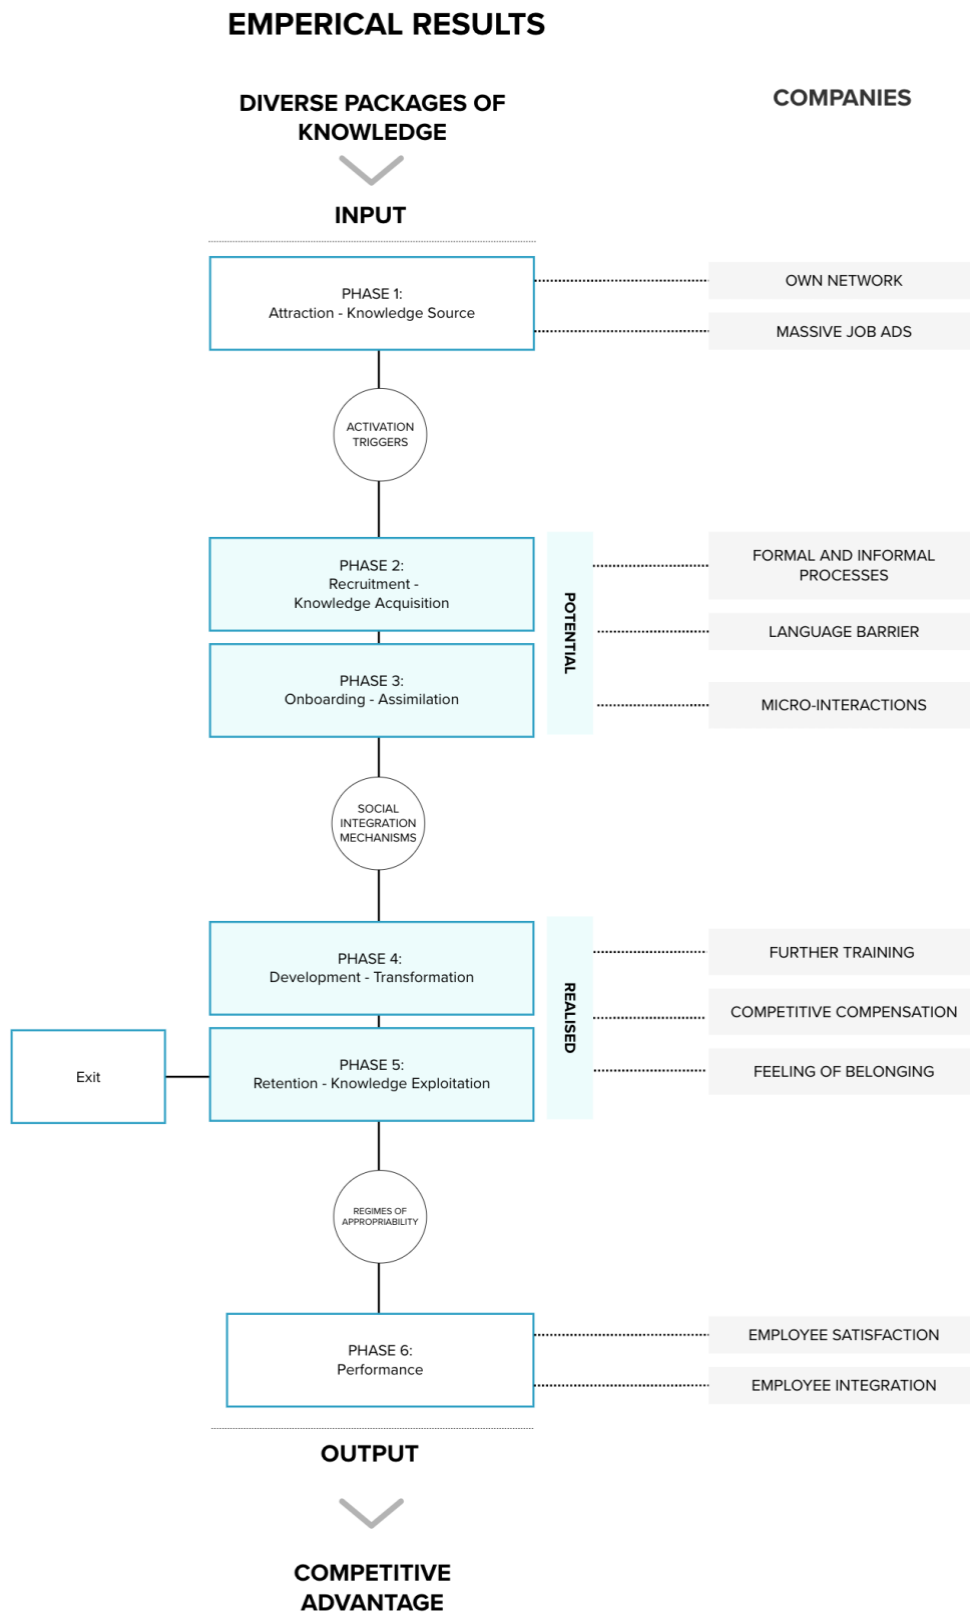 EMPERICAL RESULTS
DIVERSE PACKAGES OF
KNOWLEDGE
COMPANIES
INPUT
PHASE 1:
Attraction - Knowledge Source
OWN NETWORK
MASSIVE JOB ADS
ACTIVATION
TRIGGERS
PHASE 2:
Recruitment -
Knowledge Acquisition
PHASE 3:
Onboarding - Assimilation
POTENTIAL
FORMAL AND INFORMAL
PROCESSES
LANGUAGE BARRIER
MICRO-INTERACTIONS
SOCIAL
INTEGRATION
MECHANISMS
PHASE 4:
Development - Transformation
Exit
PHASE 5:
Retention - Knowledge Exploitation
REALISED
FURTHER TRAINING
COMPETITIVE COMPENSATION
FEELING OF BELONGING
REGIMES OF
APPROPRIABILITY
PHASE 6:
Performance
EMPLOYEE SATISFACTION
EMPLOYEE INTEGRATION
OUTPUT
COMPETITIVE
ADVANTAGE